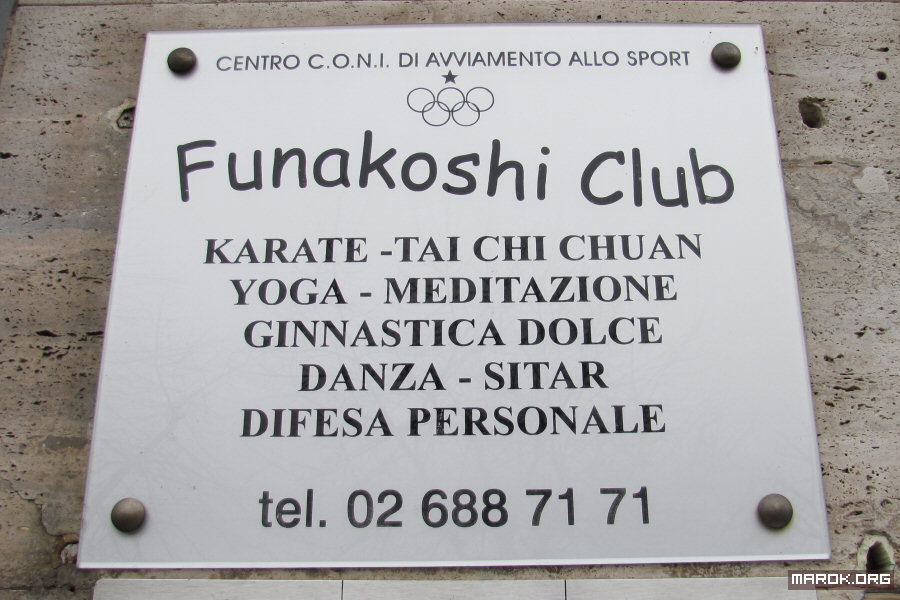 CENTRO C.O.N.I. DI AVVIAMENTO ALLO SPORT
Funakoshi Club
KARATE -TAI CHI CHUAN
YOGA - MEDITAZIONE
GINNASTICA DOLCE
DANZA - SITAR
DIFESA PERSONALE
tel. 02 688 71 71
MAROK.ORG